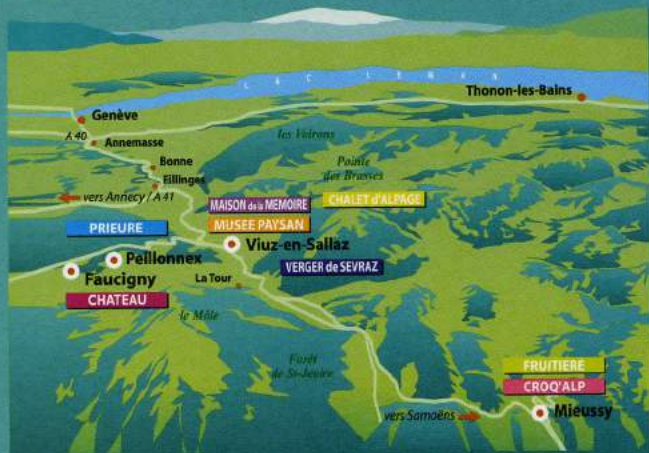 LAC LEMAN
Thonon-les-Bains
Genève
A 40
Annemasse
les Voirons
Bonne
Pointe
des Brasses
Fillinges
vers Annecy / A 41
MAISON de la MEMOIRE
CHALET d'ALPAGE
PRIEURE
MUSEE PAYSAN
Viuz-en-Sallaz
Peillonnex
VERGER de SEVRAZ
Faucigny
La Tour
CHATEAU
le Môle
Forêt
de St-Jeoire
FRUITIERE
CROQ'ALP
vers Samoëns
Mieussy